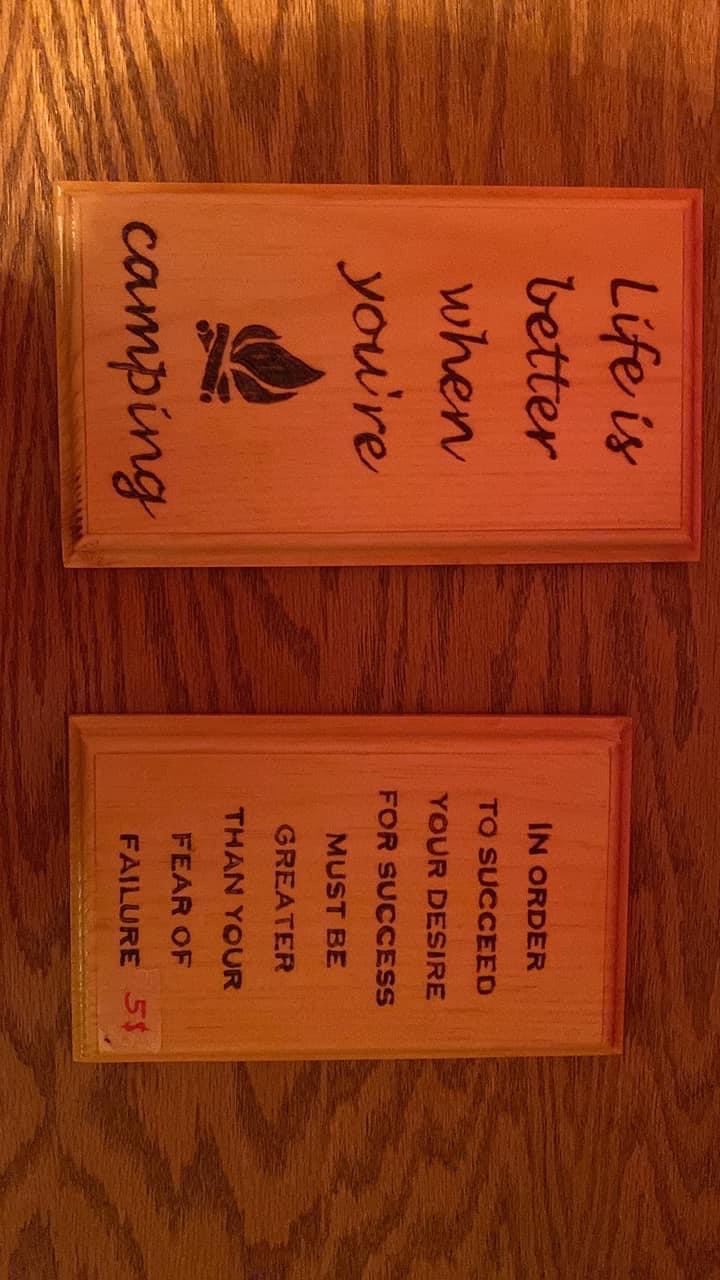 Life is
better
when
you're
camping
IN ORDER
TO SUCCEED
YOUR DESIRE
FOR SUCCESS
MUST BE
GREATER
THAN YOUR
FEAR OF
FAILURE
5$